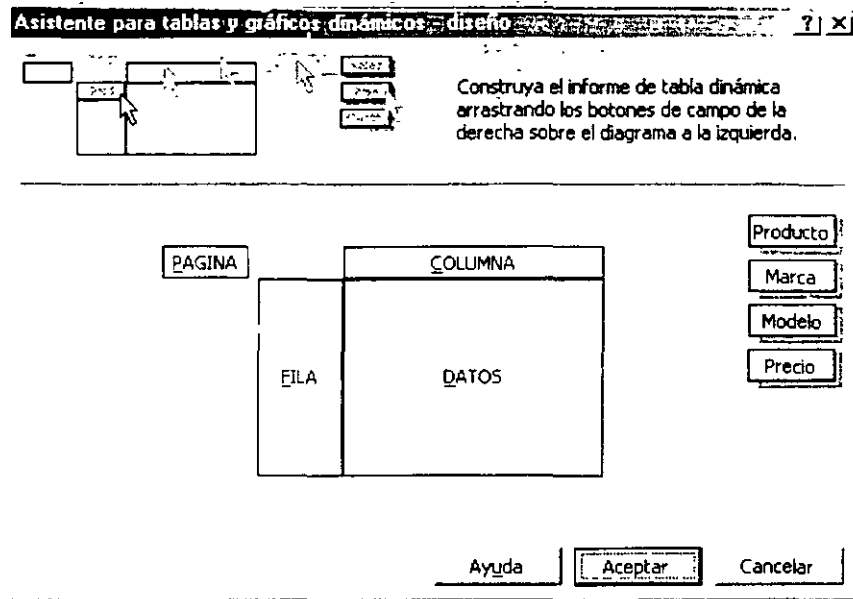 Asistente para tablas y gráficos dinámicos - diseño
? ×
Construya el informe de tabla dinámica
arrastrando los botones de campo de la
derecha sobre el diagrama a la izquierda.
Producto
PAGINA
COLUMNA
Marca
Modelo
Precio
FILA
DATOS
Ayuda
Aceptar
Cancelar